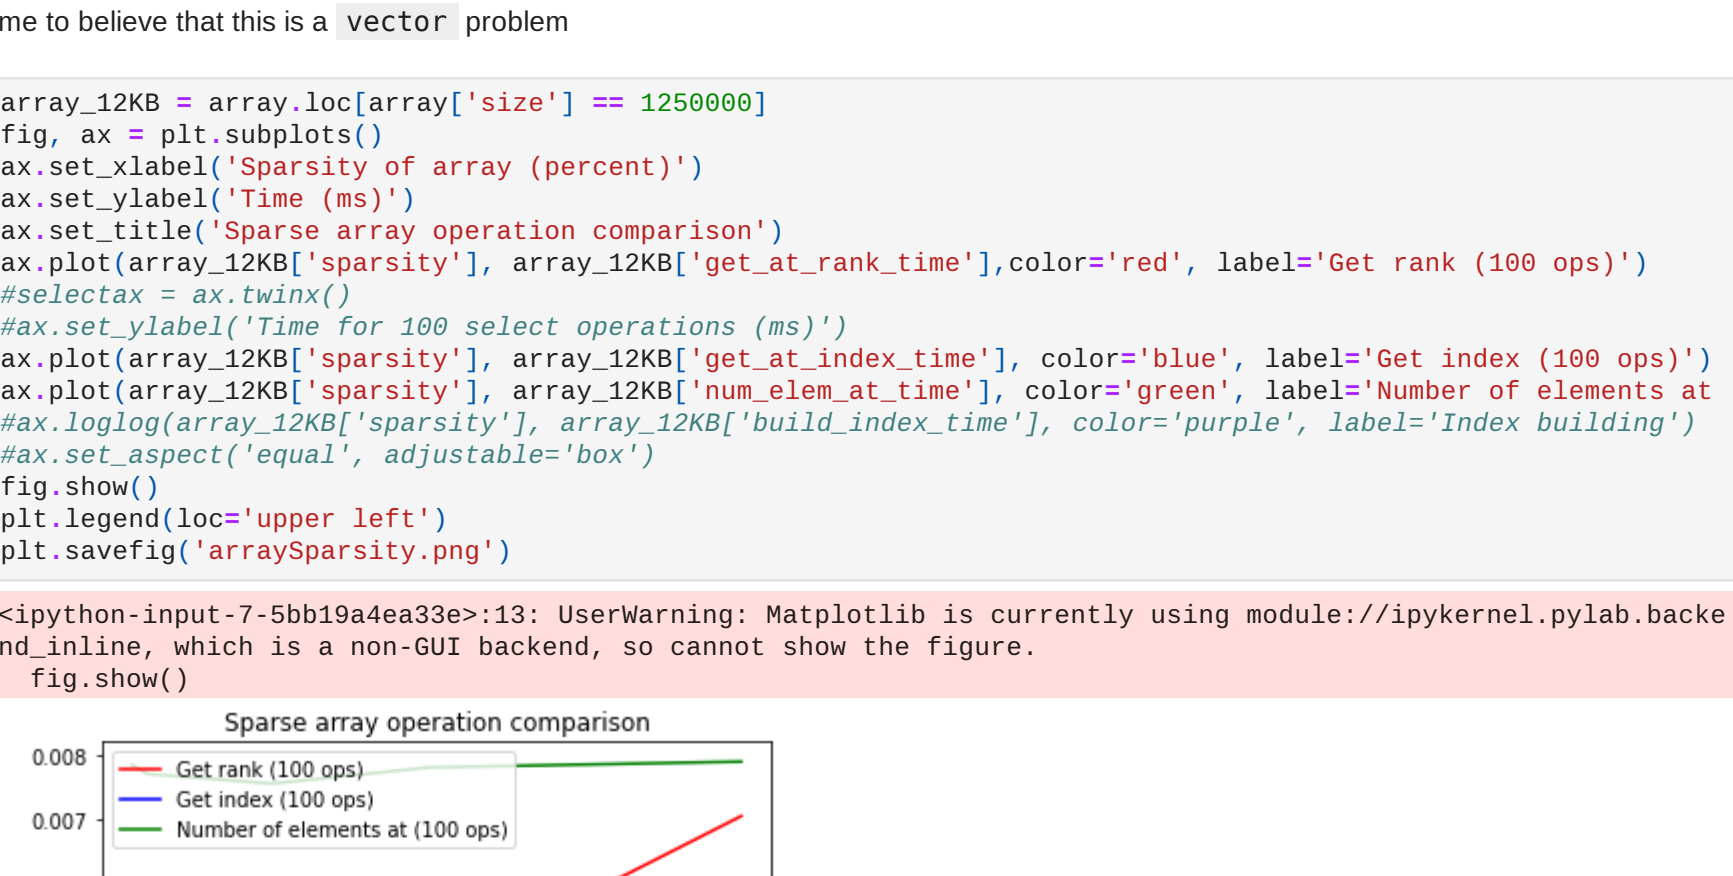 me to believe that this is a vector problem
array_12KB = array.loc[array['size'] == 1250000]
fig, ax = plt.subplots()
ax.set_xlabel('Sparsity of array (percent)')
ax.set_ylabel('Time (ms)')
ax.set_title('Sparse array operation comparison')
ax.plot(array_12KB['sparsity'], array_12KB['get_at_rank_time'],color='red', label='Get rank (100 ops)')
#selectax = ax.twinx()
#ax.set_ylabel('Time for 100 select operations (ms)')
ax.plot(array_12KB['sparsity'], array_12KB['get_at_index_time'], color='blue', label='Get index (100 ops)')
ax.plot(array_12KB['sparsity'], array_12KB['num_elem_at_time'], color='green', label='Number of elements at
#ax.loglog(array_12KB['sparsity'], array_12KB['build_index_time'], color='purple', label='Index building')
#ax.set_aspect('equal', adjustable='box')
fig.show()
plt.legend(loc='upper left')
plt.savefig('arraySparsity.png')
<ipython-input-7-5bb19a4ea33e>:13: UserWarning: Matplotlib is currently using module://ipykernel.pylab.backe
nd_inline, which is a non-GUI backend, so cannot show the figure.
fig.show()
Sparse array operation comparison
0.008
Get rank (100 ops)
Get index (100 ops)
0.007
Number of elements at (100 ops)